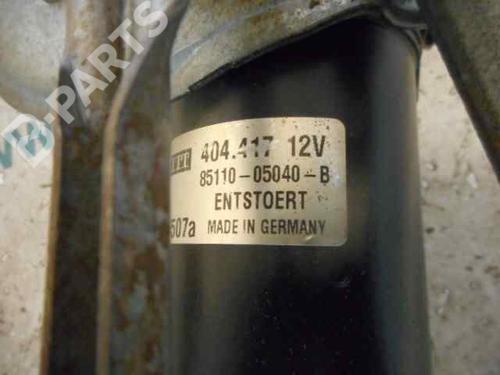 B-PARTS
404.417 12V
85110-05040-B
ENTSTOERT
507a MADE IN GERMANY